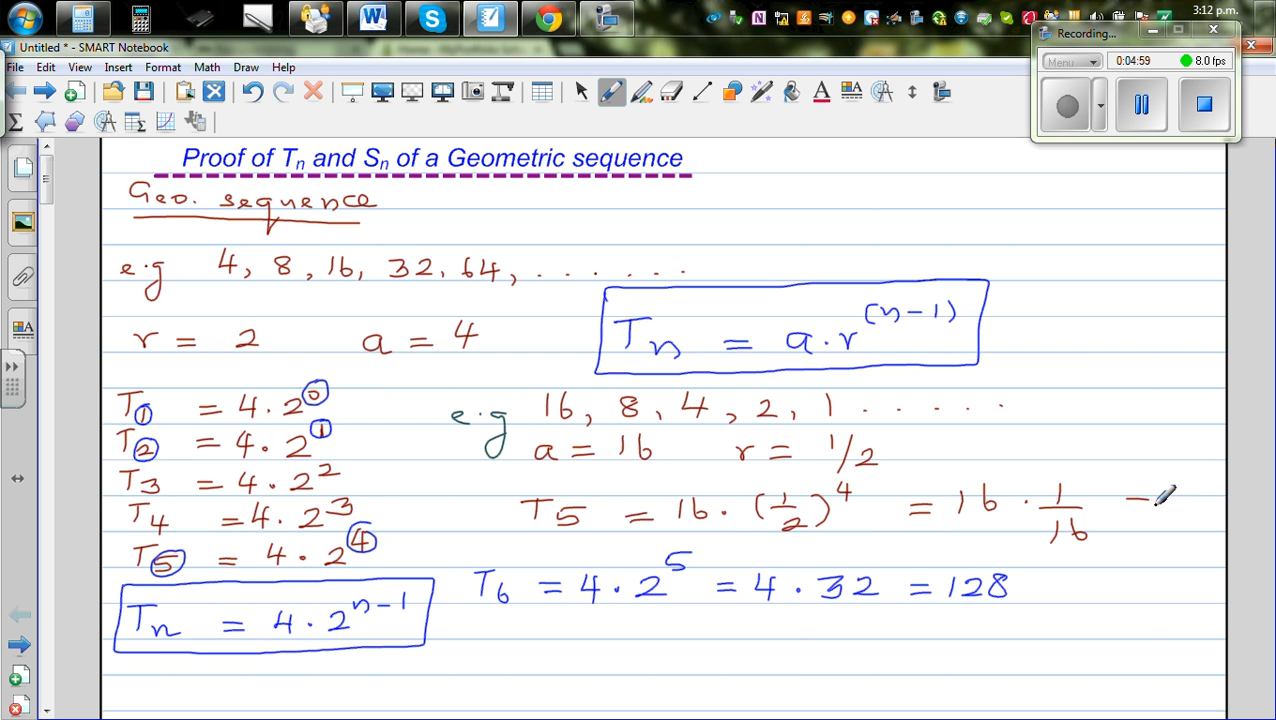 3:12 p.m.
Untitled * - SMART Notebook
Recording...
File Edit View Insert Format Math Draw Help
Menu
0:04:59
8.0 fps
Proof of Tn and Sn of a Geometric sequence
Geo. sequence
e.g 4, 8, 16, 32, 64, . . . . . .
r = 2 a = 4
Tn = a.r^(n-1)
T1 = 4.2^0
e.g 16, 8, 4, 2, 1 . . . . . .
T2 = 4.2^1
a = 16 r = 1/2
T3 = 4.2^2
T4 = 4.2^3
T5 = 16.(1/2)^4 = 16 . 1/16 =
T5 = 4.2^4
T6 = 4.2^5 = 4.32 = 128
Tn = 4.2^n-1